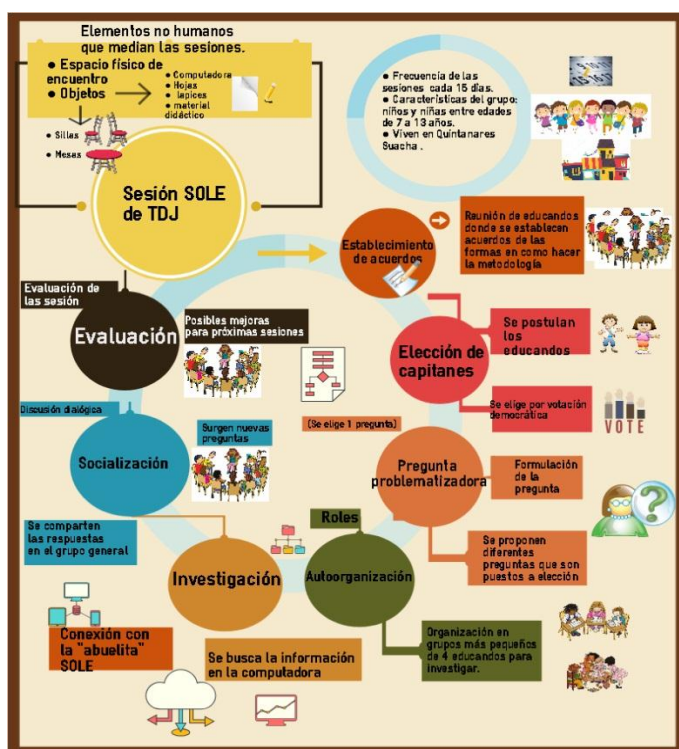 Elementos no humanos
que median las sesiones.
● Espacio físico de
encuentro
● Objetos
● Computadora
● Hojas
● lapices
● material
didáctico
● Sillas
● Mesas
Sesión SOLE
de TDJ
● Frecuencia de las
sesiones cada 15 días.
● Características del grupo:
niños y niñas entre edades
de 7 a 13 años.
● Viven en Quintanares
Suacha .
Establecimiento
de acuerdos
Reunión de educandos
donde se establecen
acuerdos de las
formas en como hacer
la metodología
Elección de
capitanes
Se postulan
los
educandos
Se elige por votación
democrática
VOTE
Pregunta
problematizadora
Formulación
de la
pregunta
Se proponen
diferentes
preguntas que son
puestos a elección
(Se elige 1 pregunta)
Roles
Autoorganización
Organización en
grupos más pequeños
de 4 educandos para
investigar.
Investigación
Se busca la información
en la computadora
Conexión con
la "abuelita"
SOLE
Discusión dialógica
Socialización
Surgen nuevas
preguntas
Se comparten
las respuestas
en el grupo general
Evaluación de
las sesión
Evaluación
Posibles mejoras
para próximas sesiones